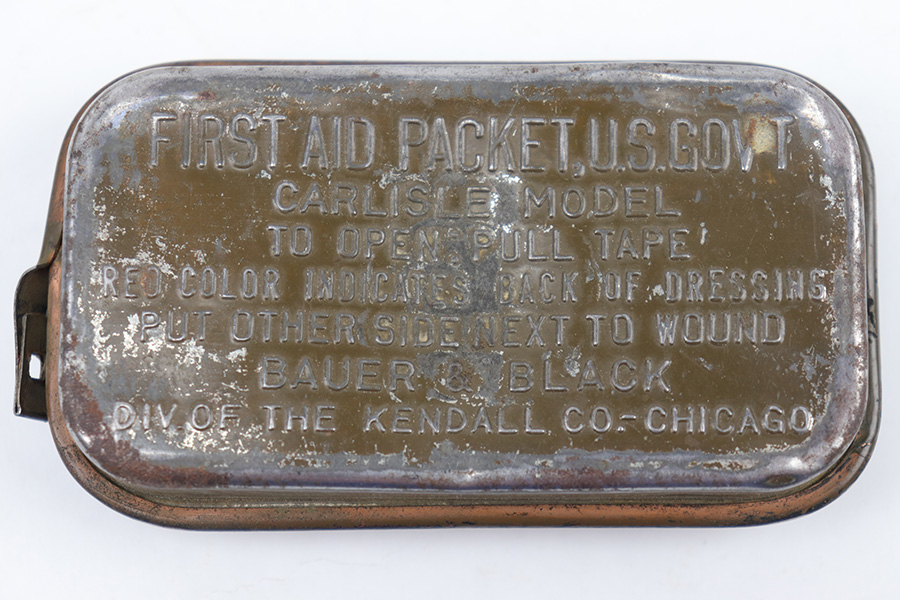 FIRST AID PACKET, U.S. GOV'T
CARLISLE MODEL
TO OPEN PULL TAPE
RED COLOR INDICATES BACK OF DRESSING
PUT OTHER SIDE NEXT TO WOUND
BAUER & BLACK
DIV. OF THE KENDALL CO.-CHICAGO